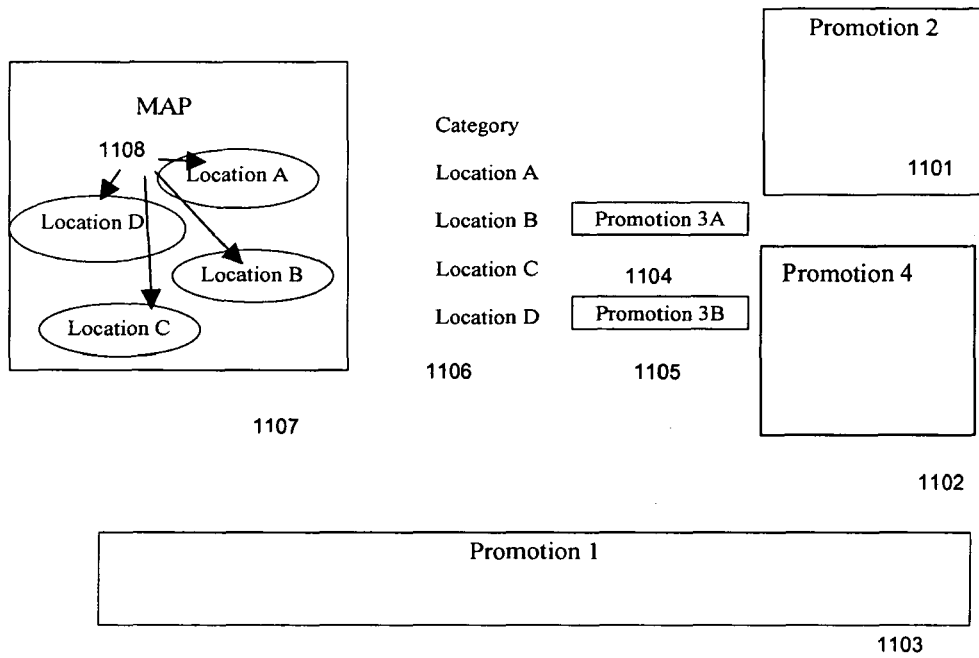 Promotion 2
1101
MAP
1108
Location A
Location D
Location B
Location C
1107
Category
Location A
Location B
Location C
Location D
1106
Promotion 3A
1104
Promotion 3B
1105
Promotion 4
1102
Promotion 1
1103